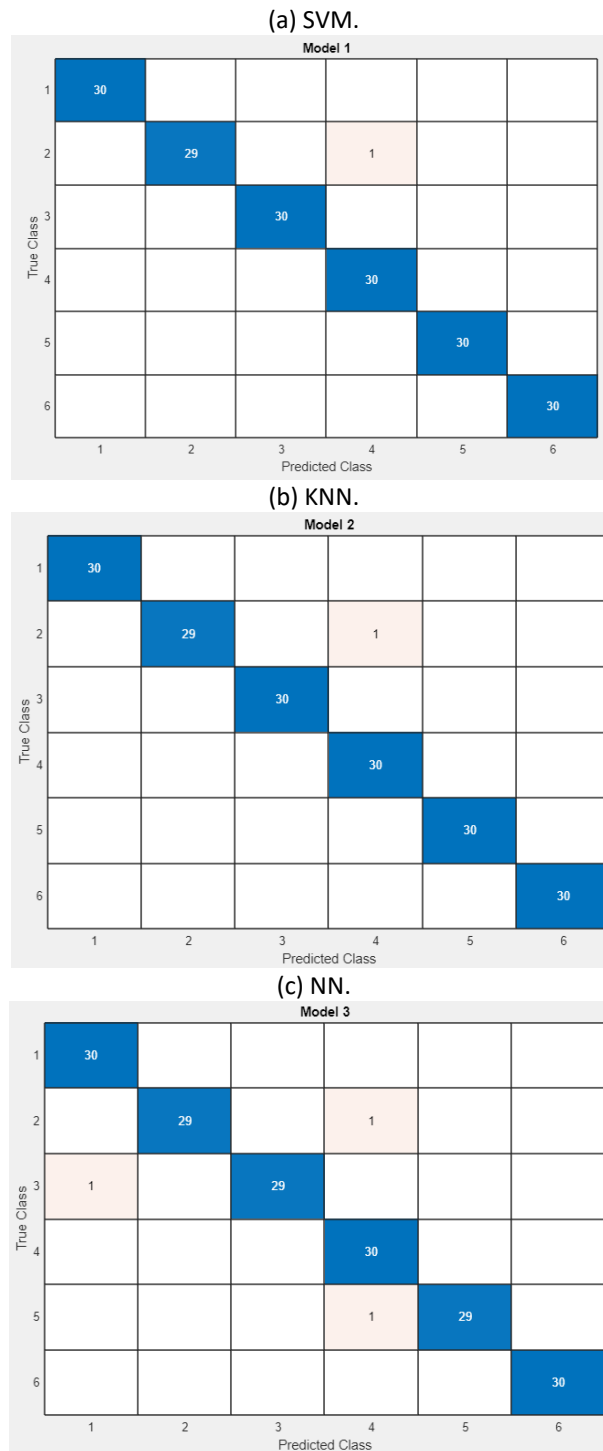 (a) SVM.
Model 1
1 30
2 29 1
3 30
4 30
5 30
6 30
True Class
1 2 3 4 5 6
Predicted Class
(b) KNN.
Model 2
1 30
2 29 1
3 30
4 30
5 30
6 30
True Class
1 2 3 4 5 6
Predicted Class
(c) NN.
Model 3
1 30
2 29 1
3 1 29
4 30
5 1 29
6 30
True Class
1 2 3 4 5 6
Predicted Class